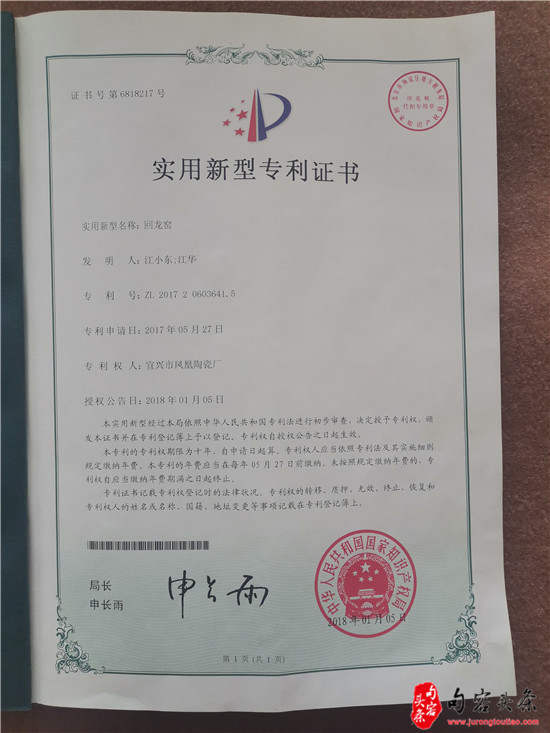 证书号第6818217号
实用新型专利证书
实用新型名称：回龙窑
发明人：江小东;江华
专利号：ZL 2017 2 0603641.5
专利申请日：2017年05月27日
专利权人：宜兴市凤凰陶瓷厂
授权公告日：2018年01月05日
本实用新型经过本局依照中华人民共和国专利法进行初步审查，决定授予专利权，颁
发本证书并在专利登记簿上予以登记。专利权自授权公告之日起生效。
本专利的专利权期限为十年，自申请日起算。专利权人应当依照专利法及其实施细则
规定缴纳年费。本专利的年费应当在每年05月27日前缴纳。未按照规定缴纳年费的，专
利权自应当缴纳年费期满之日起终止。
专利证书记载专利权登记时的法律状况。专利权的转移、质押、无效、终止、恢复和
专利权人的姓名或名称、国籍、地址变更等事项记载在专利登记簿上。
局长
申长雨
申长雨
中华人民共和国国家知识产权局
2018年01月05日
第1页(共1页)
句容头条
句容头条
www.jurongtoutiao.com